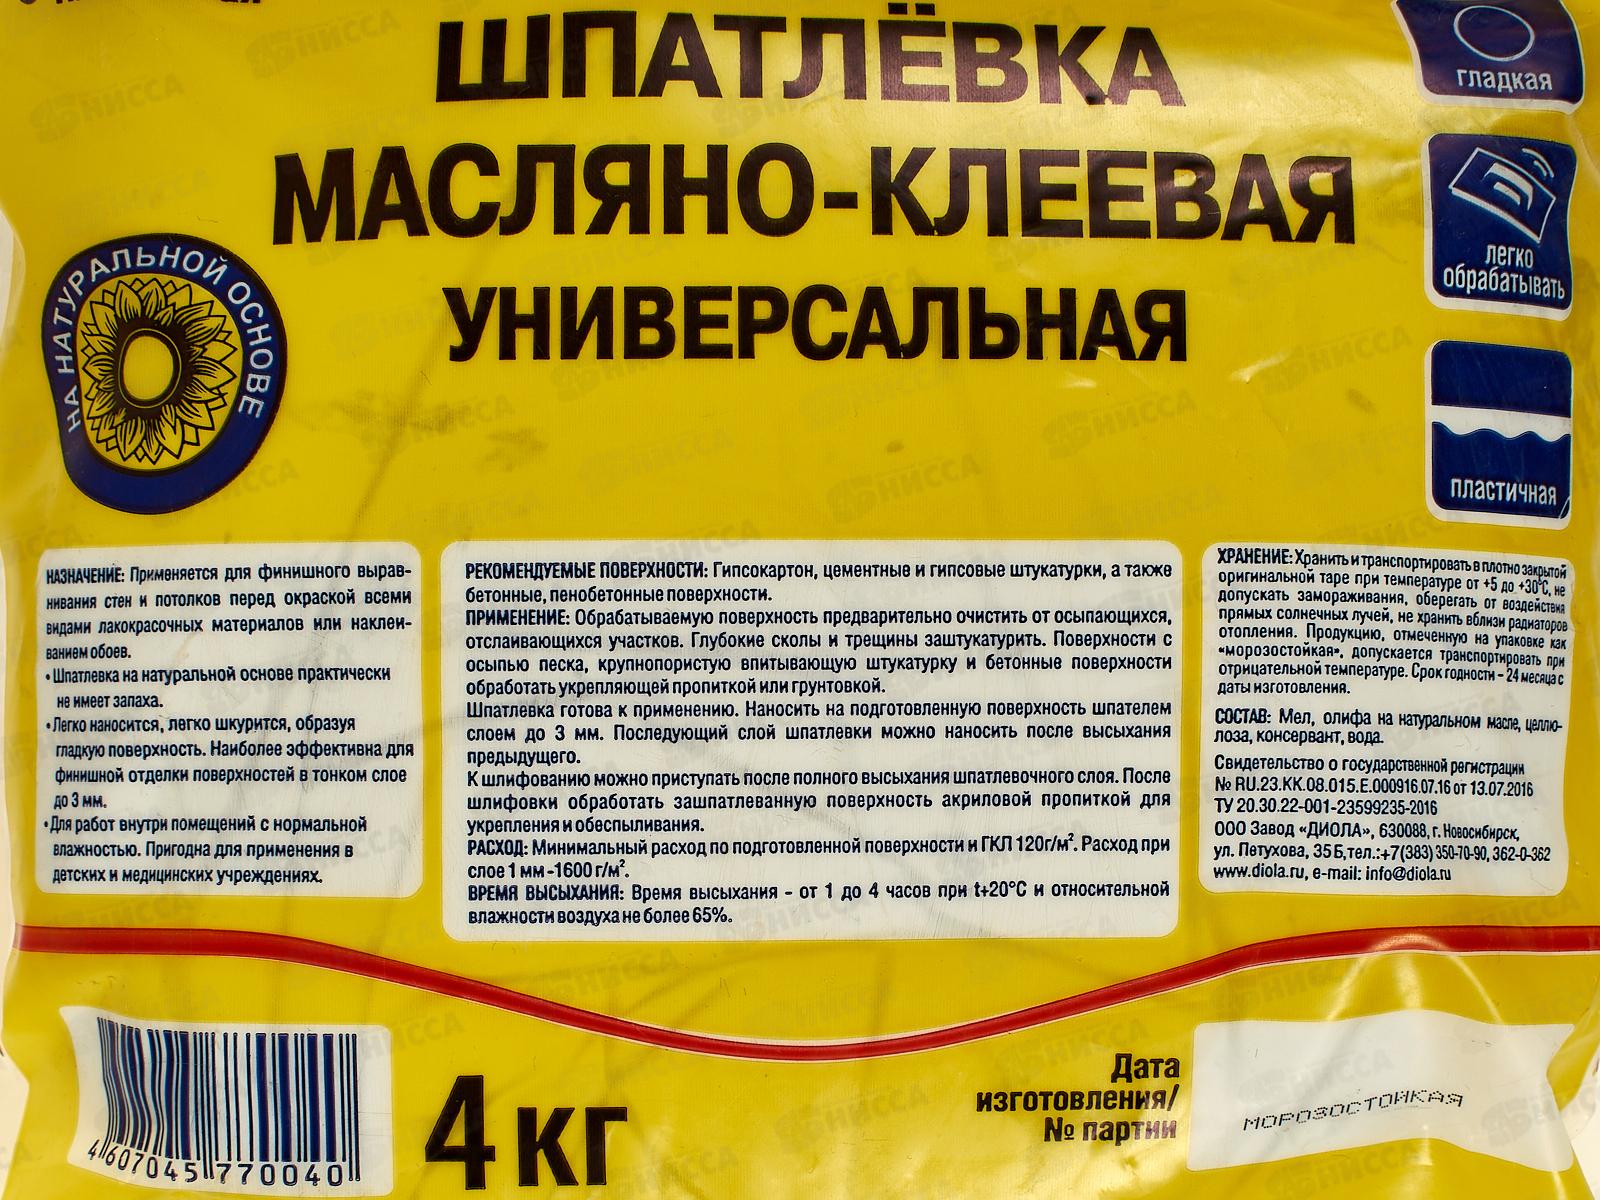 ШПАТЛЁВКА
МАСЛЯНО-КЛЕЕВАЯ
УНИВЕРСАЛЬНАЯ
НА НАТУРАЛЬНОЙ ОСНОВЕ
гладкая
легко
обрабатывать
пластичная
НАЗНАЧЕНИЕ: Применяется для финишного вырав-
нивания стен и потолков перед окраской всеми
видами лакокрасочных материалов или наклеи-
ванием обоев.
•Шпатлевка на натуральной основе практически
не имеет запаха.
•Легко наносится, легко шкурится, образуя
гладкую поверхность. Наиболее эффективна для
финишной отделки поверхностей в тонком слое
до 3 мм.
•Для работ внутри помещений с нормальной
влажностью. Пригодна для применения в
детских и медицинских учреждениях.
РЕКОМЕНДУЕМЫЕ ПОВЕРХНОСТИ: Гипсокартон, цементные и гипсовые штукатурки, а также
бетонные, пенобетонные поверхности.
ПРИМЕНЕНИЕ: Обрабатываемую поверхность предварительно очистить от осыпающихся,
отслаивающихся участков. Глубокие сколы и трещины заштукатурить. Поверхности с
осыпью песка, крупнопористую впитывающую штукатурку и бетонные поверхности
обработать укрепляющей пропиткой или грунтовкой.
Шпатлевка готова к применению. Наносить на подготовленную поверхность шпателем
слоем до 3 мм. Последующий слой шпатлевки можно наносить после высыхания
предыдущего.
К шлифованию можно приступать после полного высыхания шпатлевочного слоя. После
шлифовки обработать зашпатлеванную поверхность акриловой пропиткой для
укрепления и обеспыливания.
РАСХОД: Минимальный расход по подготовленной поверхности и ГКЛ 120г/м². Расход при
слое 1 мм -1600 г/м².
ВРЕМЯ ВЫСЫХАНИЯ: Время высыхания - от 1 до 4 часов при t+20°С и относительной
влажности воздуха не более 65%.
ХРАНЕНИЕ: Хранить и транспортировать в плотно закрытой
оригинальной таре при температуре от +5 до +30°С, не
допускать замораживания, оберегать от воздействия
прямых солнечных лучей, не хранить вблизи радиаторов
отопления. Продукцию, отмеченную на упаковке как
«морозостойкая», допускается транспортировать при
отрицательной температуре. Срок годности - 24 месяца с
даты изготовления.
СОСТАВ: Мел, олифа на натуральном масле, целлю-
лоза, консервант, вода.
Свидетельство о государственной регистрации
№ RU.23.КК.08.015.Е.000916.07.16 от 13.07.2016
ТУ 20.30.22-001-23599235-2016
ООО Завод «ДИОЛА», 630088, г. Новосибирск,
ул. Петухова, 35 Б, тел.:+7(383) 350-70-90, 362-0-362
www.diola.ru, e-mail: info@diola.ru
4 607045 770040
4 кг
Дата
изготовления/
№ партии
МОРОЗОСТОЙКАЯ